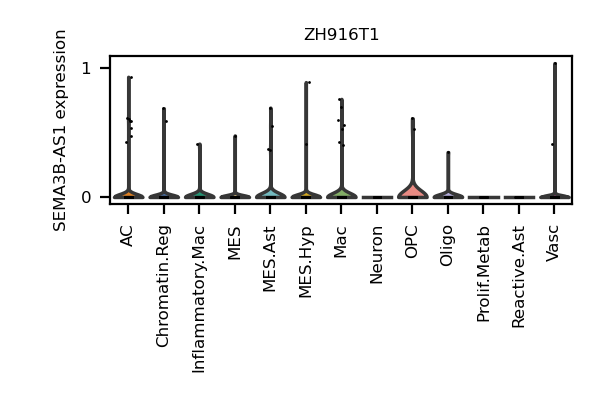 ZH916T1
SEMA3B-AS1 expression
1
0
AC
Chromatin.Reg
Inflammatory.Mac
MES
MES.Ast
MES.Hyp
Mac
Neuron
OPC
Oligo
Prolif.Metab
Reactive.Ast
Vasc